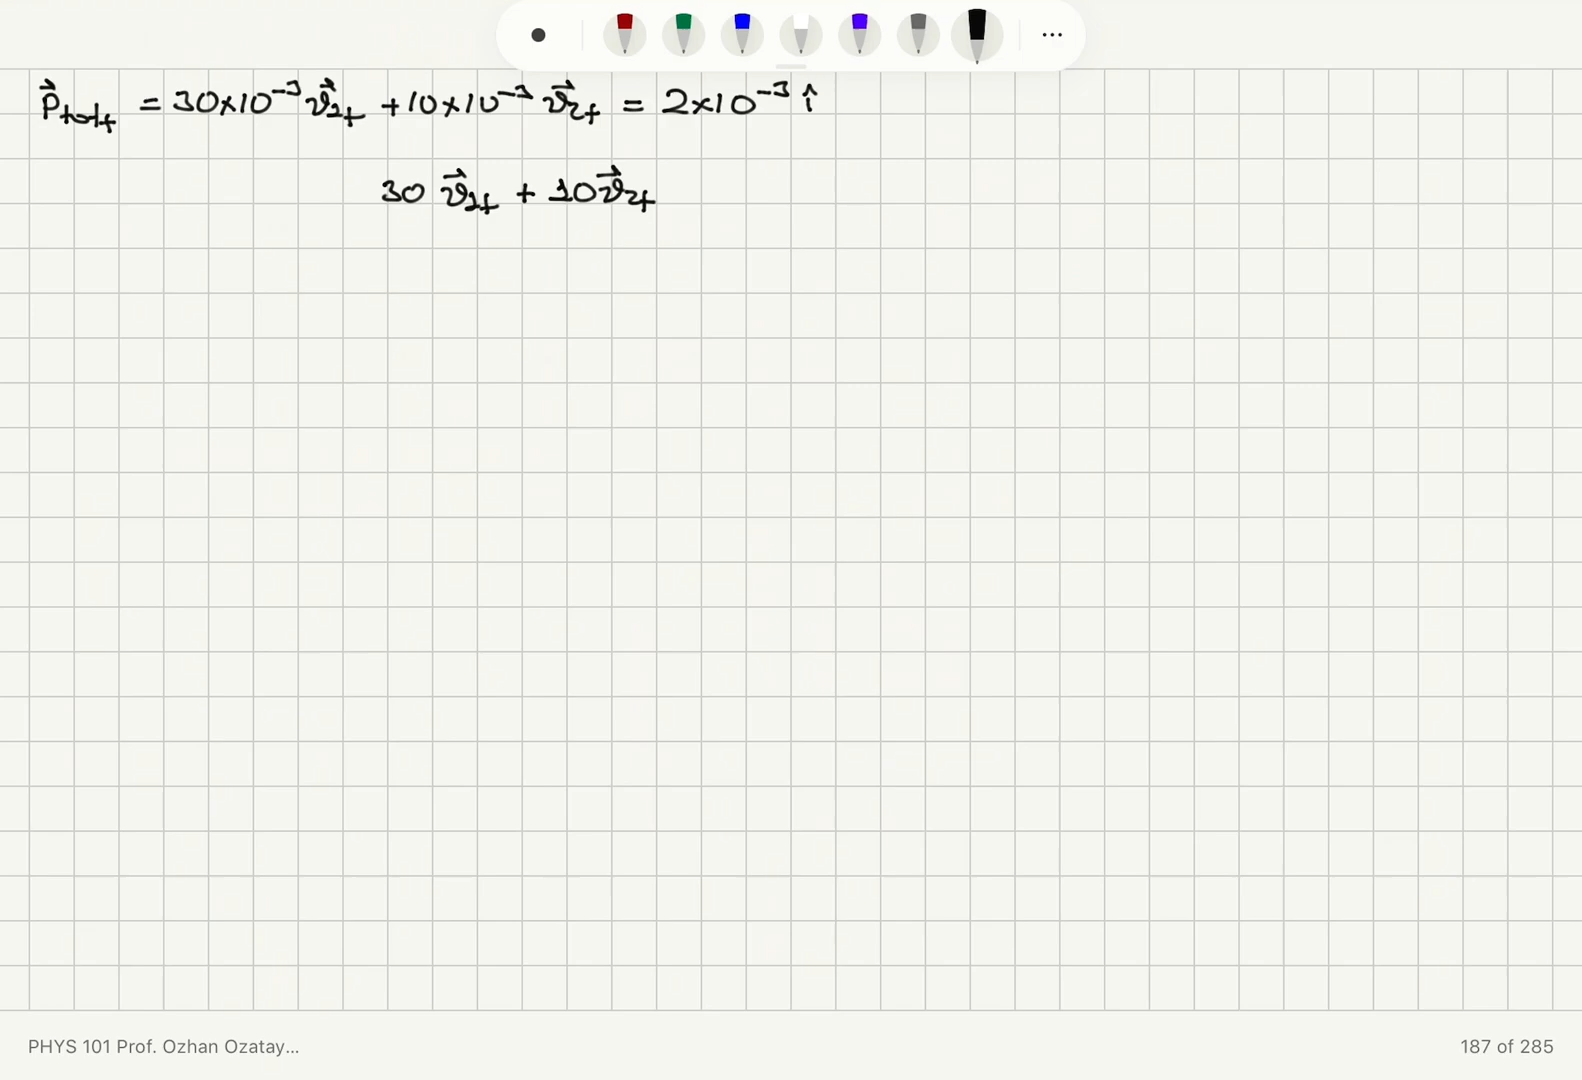 P⃗totf = 30×10⁻³ v⃗1f + 10×10⁻³ v⃗2f = 2×10⁻³ î
30 v⃗1f + 10 v⃗2f
PHYS 101 Prof. Ozhan Ozatay...
187 of 285